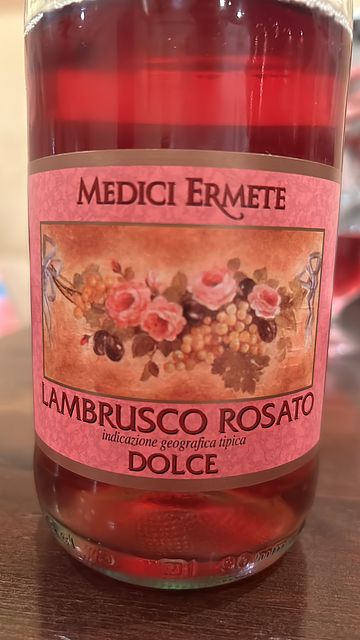 MEDICI ERMETE
LAMBRUSCO ROSATO
indicazione geografica tipica
DOLCE